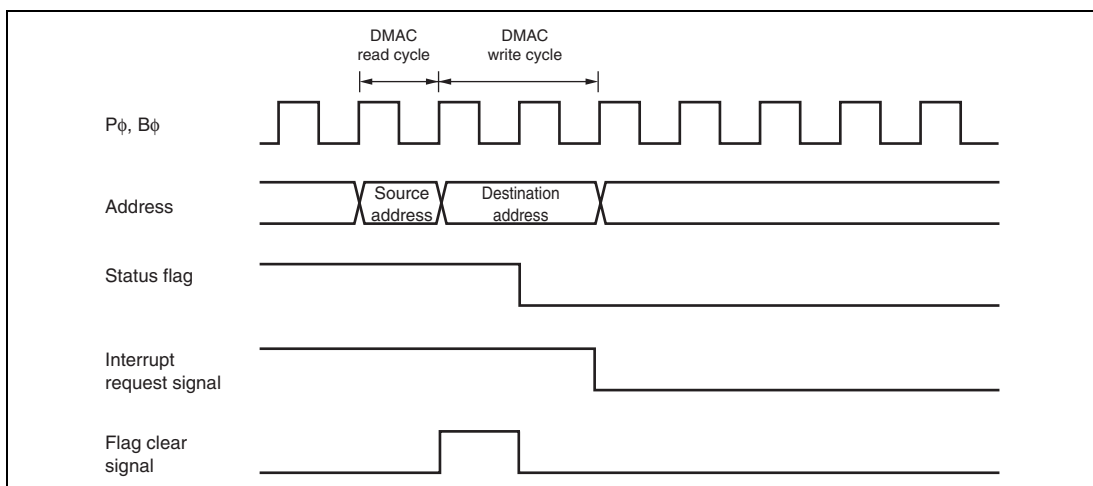 DMAC
read cycle
DMAC
write cycle
Pϕ, Bϕ
Address
Source
address
Destination
address
Status flag
Interrupt
request signal
Flag clear
signal